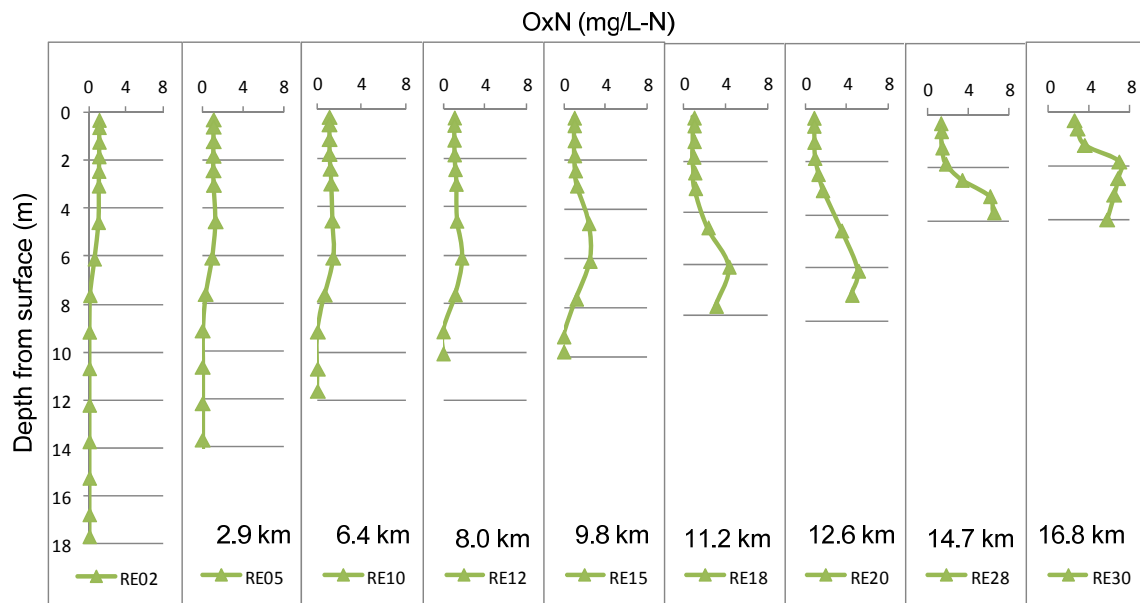 OxN (mg/L-N)
0 4 8 0 4 8 0 4 8 0 4 8 0 4 8 0 4 8 0 4 8 0 4 8 0 4 8
Depth from surface (m)
0
2
4
6
8
10
12
14
16
18
2.9 km 6.4 km 8.0 km 9.8 km 11.2 km 12.6 km 14.7 km 16.8 km
RE02 RE05 RE10 RE12 RE15 RE18 RE20 RE28 RE30